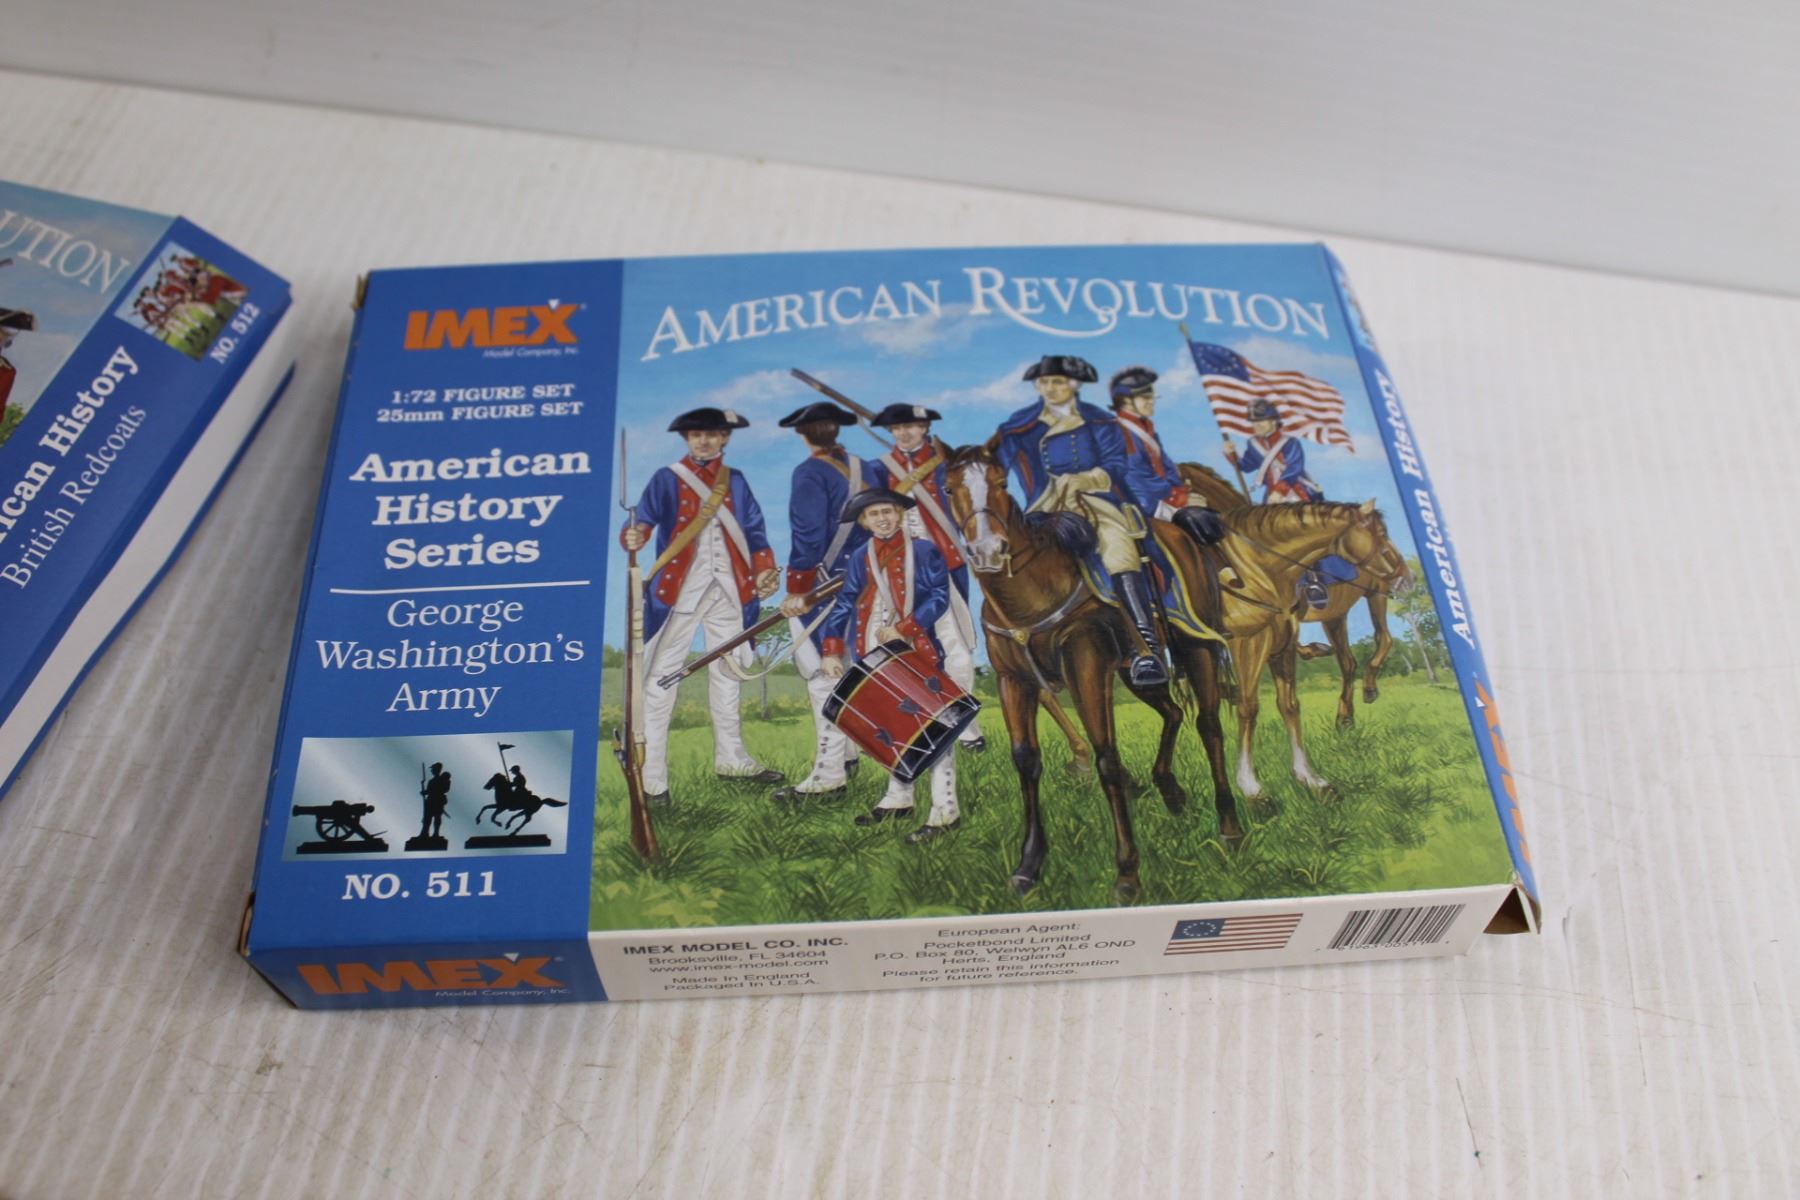 UTION
NO. 512
ican History
British Redcoats
IMEX
Model Company, Inc.
1:72 FIGURE SET
25mm FIGURE SET
American
History
Series
George
Washington's
Army
NO. 511
AMERICAN REVOLUTION
American History
IMEX
IMEX
Model Company, Inc.
IMEX MODEL CO. INC.
Brooksville, FL 34604
www.imex-model.com
Made In England
Packaged In U.S.A.
European Agent:
Pocketbond Limited
P.O. Box 80, Welwyn AL6 OND
Herts, England
Please retain this information
for future reference.